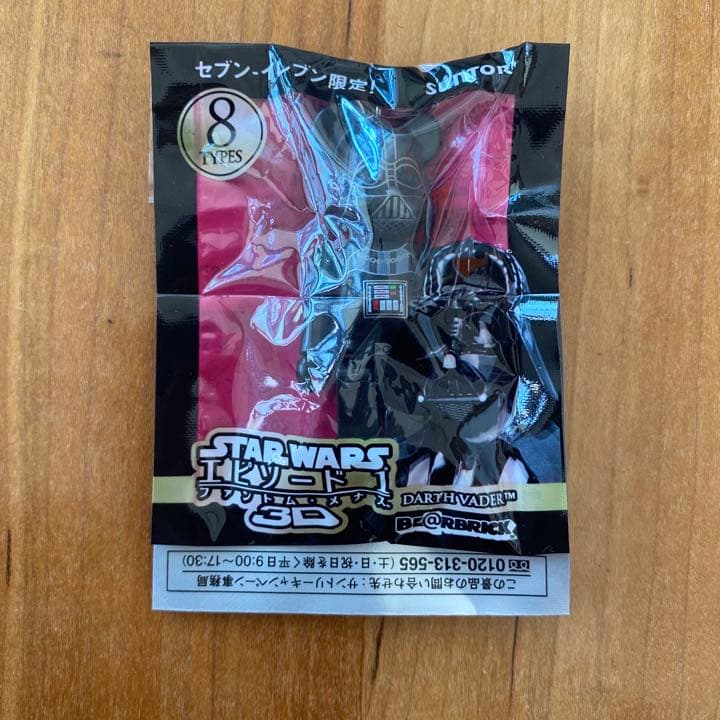 セブン-イレブン限定!
SUNTORY
8
TYPES
STAR WARS
エピソード1
ファントム・メナス
3D
DARTH VADER™
BE@RBRICK
この景品のお問い合わせ先：サントリーキャンペーン事務局
0120-313-565 (土・日・祝日を除く平日9:00～17:30)